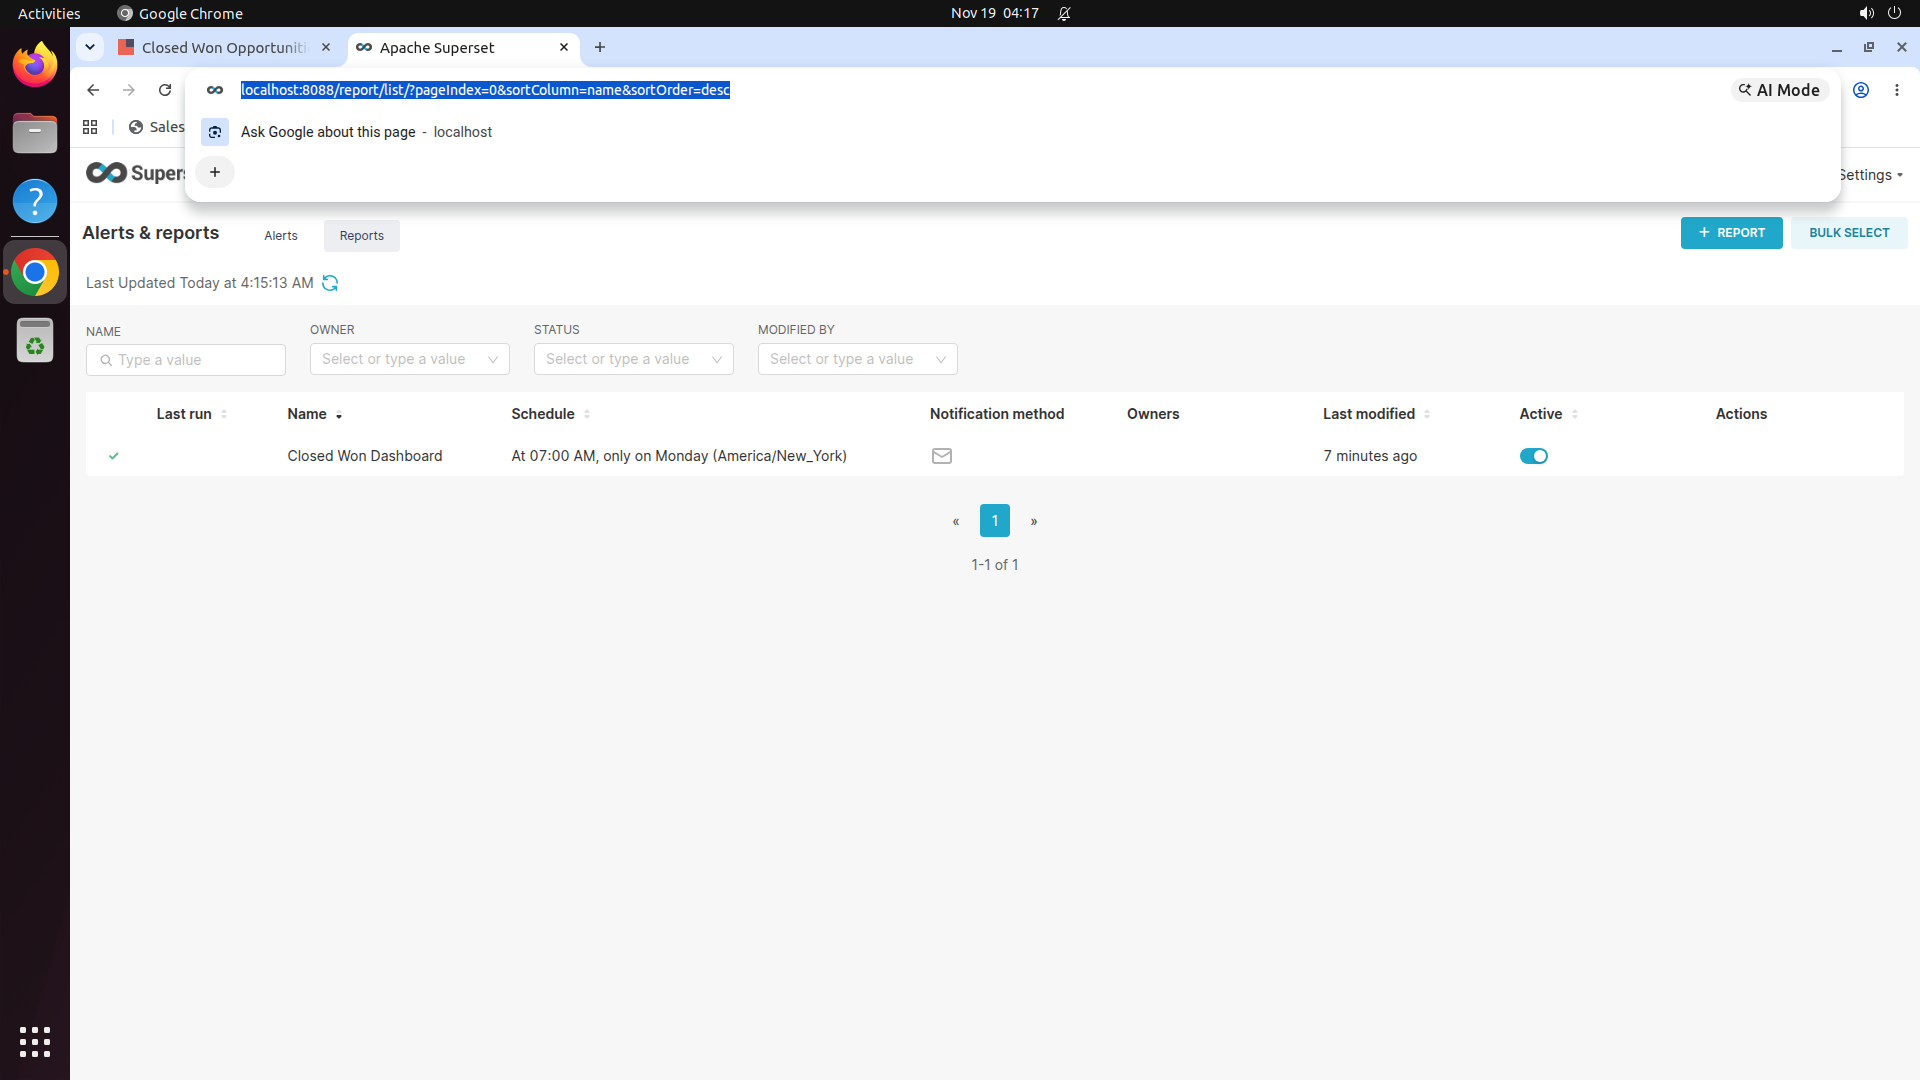 Activities
Google Chrome
Nov 19 04:17
Closed Won Opportuniti
Apache Superset
localhost:8088/report/list/?pageIndex=0&sortColumn=name&sortOrder=desc
AI Mode
Ask Google about this page - localhost
Sales
Supers
Settings
Alerts & reports
Alerts
Reports
+ REPORT
BULK SELECT
Last Updated Today at 4:15:13 AM
NAME
OWNER
STATUS
MODIFIED BY
Type a value
Select or type a value
Select or type a value
Select or type a value
Last run
Name
Schedule
Notification method
Owners
Last modified
Active
Actions
Closed Won Dashboard
At 07:00 AM, only on Monday (America/New_York)
7 minutes ago
« 1 »
1-1 of 1